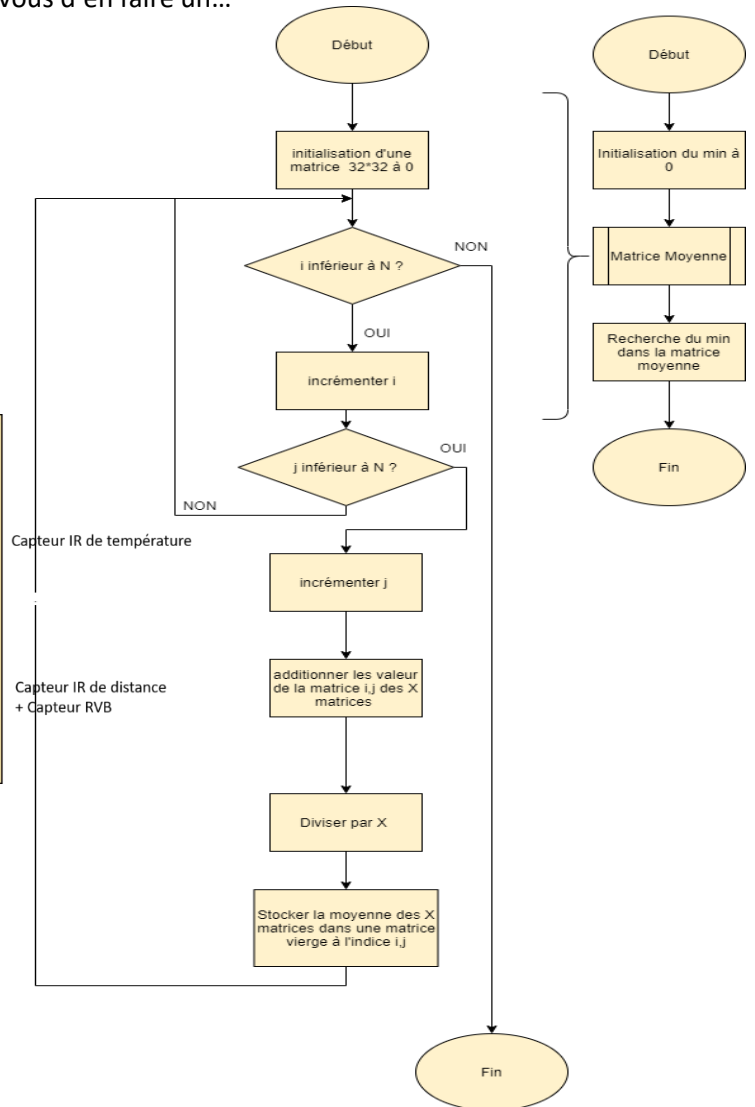 vous d'en faire un...
Début
initialisation d'une
matrice 32*32 à 0
i inférieur à N ?
NON
OUI
incrémenter i
j inférieur à N ?
OUI
NON
incrémenter j
additionner les valeur
de la matrice i,j des X
matrices
Diviser par X
Stocker la moyenne des X
matrices dans une matrice
vierge à l'indice i,j
Fin
Début
Initialisation du min à
0
Matrice Moyenne
Recherche du min
dans la matrice
moyenne
Fin
Capteur IR de température
Capteur IR de distance
+ Capteur RVB